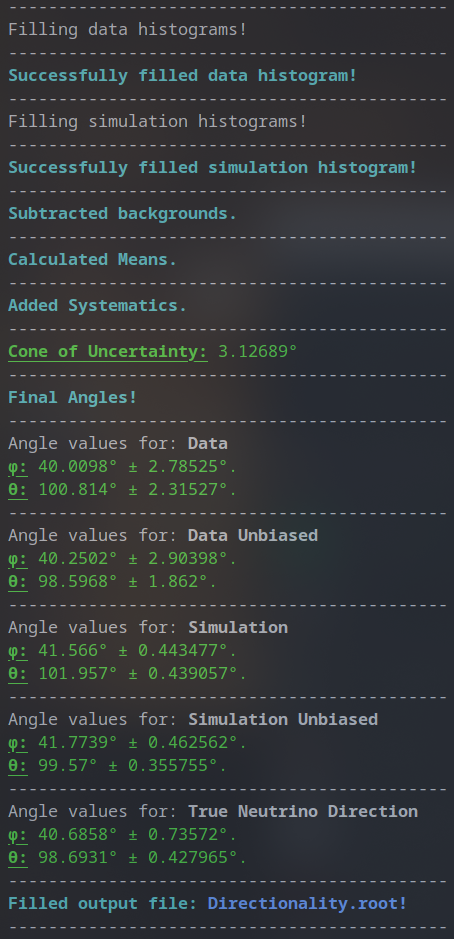 --------------------------------------------
Filling data histograms!
--------------------------------------------
Successfully filled data histogram!
--------------------------------------------
Filling simulation histograms!
--------------------------------------------
Successfully filled simulation histogram!
--------------------------------------------
Subtracted backgrounds.
--------------------------------------------
Calculated Means.
--------------------------------------------
Added Systematics.
--------------------------------------------
Cone of Uncertainty: 3.12689°
--------------------------------------------
Final Angles!
--------------------------------------------
Angle values for: Data
φ: 40.0098° ± 2.78525°.
θ: 100.814° ± 2.31527°.
--------------------------------------------
Angle values for: Data Unbiased
φ: 40.2502° ± 2.90398°.
θ: 98.5968° ± 1.862°.
--------------------------------------------
Angle values for: Simulation
φ: 41.566° ± 0.443477°.
θ: 101.957° ± 0.439057°.
--------------------------------------------
Angle values for: Simulation Unbiased
φ: 41.7739° ± 0.462562°.
θ: 99.57° ± 0.355755°.
--------------------------------------------
Angle values for: True Neutrino Direction
φ: 40.6858° ± 0.73572°.
θ: 98.6931° ± 0.427965°.
--------------------------------------------
Filled output file: Directionality.root!
--------------------------------------------